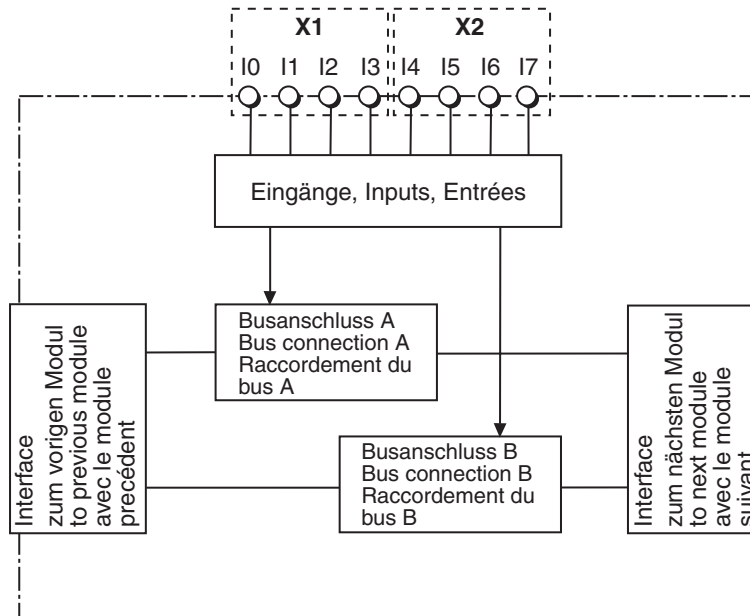 X1 X2
I0 I1 I2 I3 I4 I5 I6 I7
Eingänge, Inputs, Entrées
Busanschluss A
Bus connection A
Raccordement du
bus A
Busanschluss B
Bus connection B
Raccordement du
bus B
Interface
zum vorigen Modul
to previous module
avec le module
precédent
Interface
zum nächsten Modul
to next module
avec le module
suivant